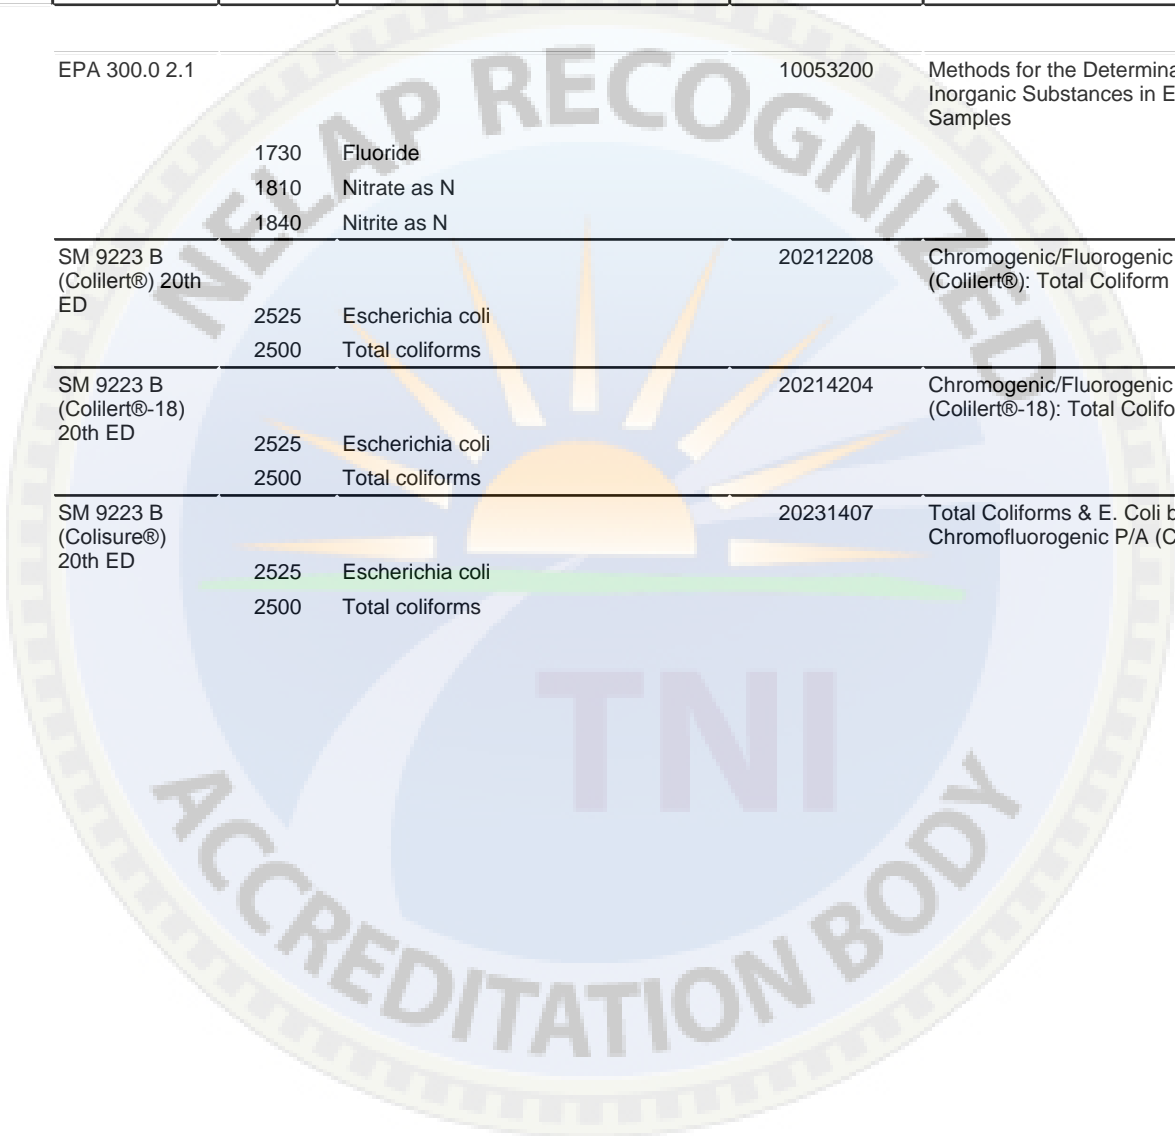 EPA 300.0 2.1 10053200 Methods for the Determina
Inorganic Substances in E
Samples
1730 Fluoride
1810 Nitrate as N
1840 Nitrite as N
SM 9223 B 20212208 Chromogenic/Fluorogenic
(Colilert®) 20th (Colilert®): Total Coliform
ED
2525 Escherichia coli
2500 Total coliforms
SM 9223 B 20214204 Chromogenic/Fluorogenic
(Colilert®-18) (Colilert®-18): Total Colifo
20th ED
2525 Escherichia coli
2500 Total coliforms
SM 9223 B 20231407 Total Coliforms & E. Coli b
(Colisure®) Chromofluorogenic P/A (C
20th ED
2525 Escherichia coli
2500 Total coliforms
NELAP RECOGNIZED
TNI
ACCREDITATION BODY